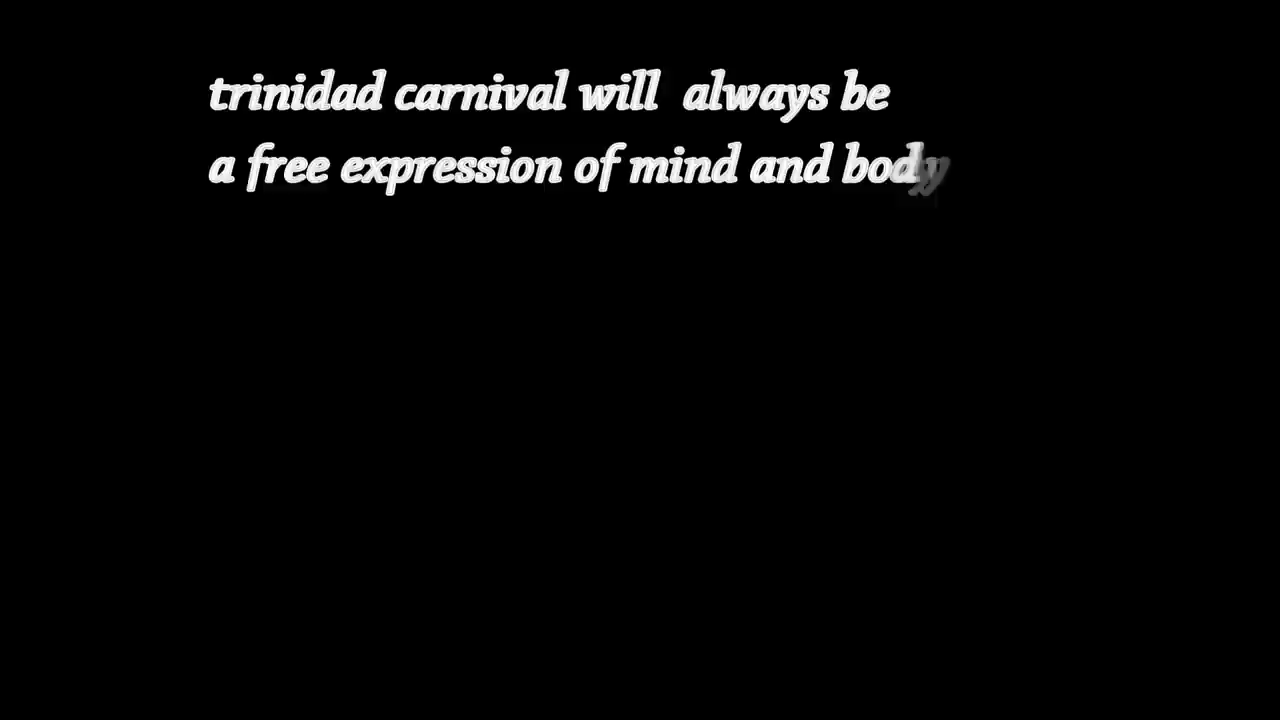 trinidad carnival will  always be
a free expression of mind and body